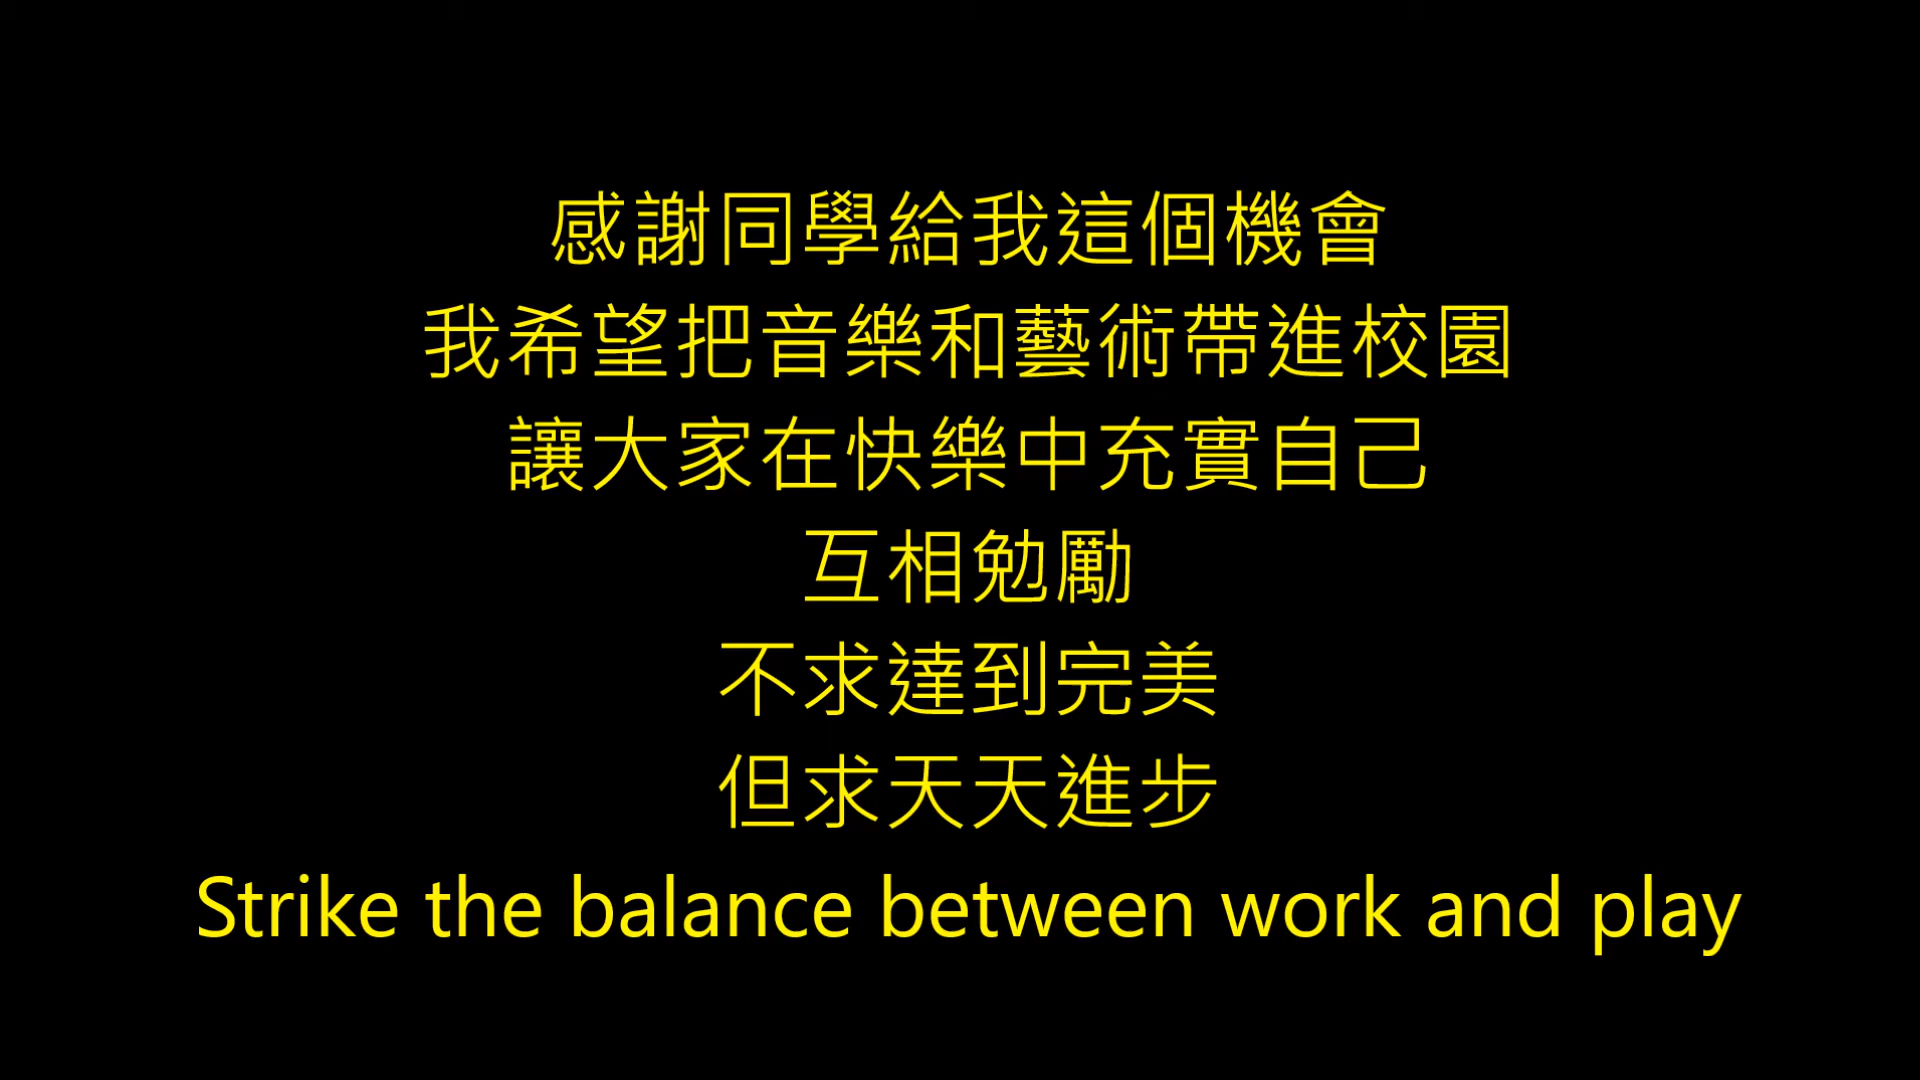 感謝同學給我這個機會
我希望把音樂和藝術帶進校園
讓大家在快樂中充實自己
互相勉勵
不求達到完美
但求天天進步
Strike the balance between work and play